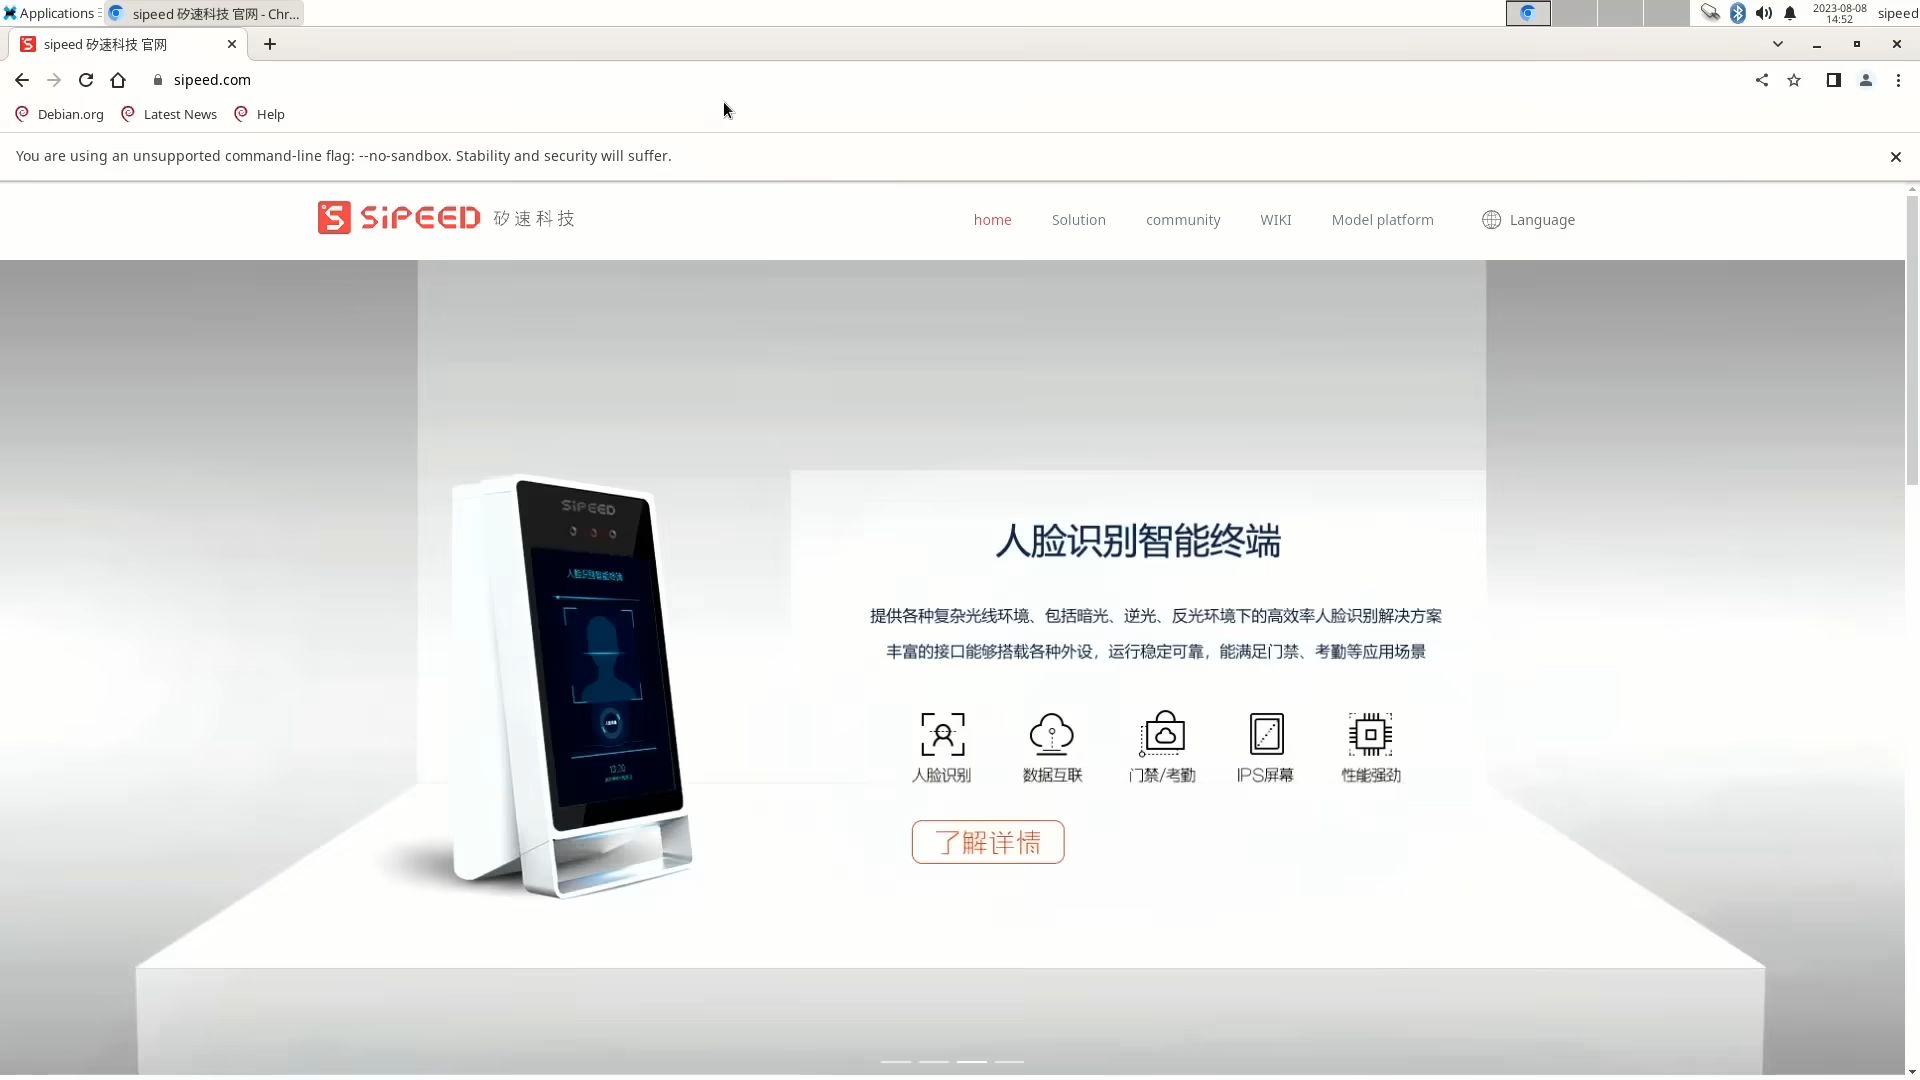 Applications
sipeed 矽速科技 官网 - Chr...
2023-08-08
14:52
sipeed
sipeed 矽速科技 官网
sipeed.com
Debian.org
Latest News
Help
You are using an unsupported command-line flag: --no-sandbox. Stability and security will suffer.
SiPEED 矽速科技
home
Solution
community
WIKI
Model platform
Language
SiPEED
人脸识别智能终端
人脸识别智能终端
提供各种复杂光线环境、包括暗光、逆光、反光环境下的高效率人脸识别解决方案
丰富的接口能够搭载各种外设，运行稳定可靠，能满足门禁、考勤等应用场景
人脸识别
数据互联
门禁/考勤
IPS屏幕
性能强劲
了解详情